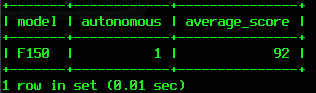 +-------+------------+---------------+
| model | autonomous | average_score |
+-------+------------+---------------+
| F150  |          1 |            92 |
+-------+------------+---------------+
1 row in set (0.01 sec)